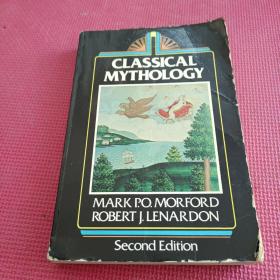 CLASSICAL
MYTHOLOGY
MARK P.O. MORFORD
ROBERT J. LENARDON
Second Edition